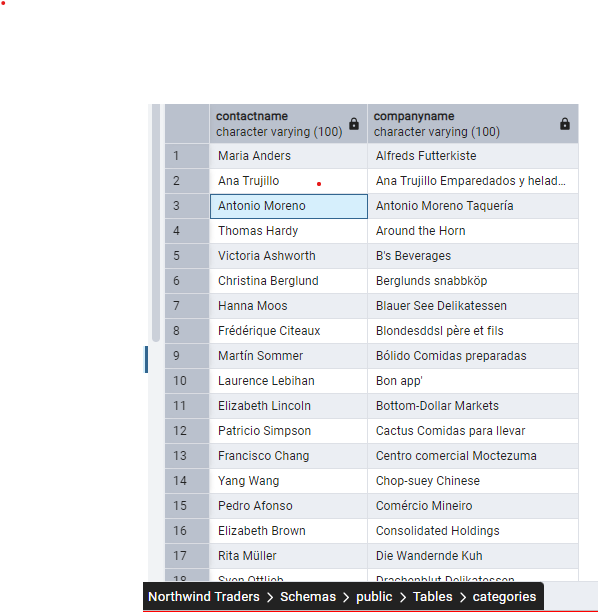 contactname companyname
character varying (100) character varying (100)
1 Maria Anders Alfreds Futterkiste
2 Ana Trujillo Ana Trujillo Emparedados y helad...
3 Antonio Moreno Antonio Moreno Taquería
4 Thomas Hardy Around the Horn
5 Victoria Ashworth B's Beverages
6 Christina Berglund Berglunds snabbköp
7 Hanna Moos Blauer See Delikatessen
8 Frédérique Citeaux Blondesddsl père et fils
9 Martín Sommer Bólido Comidas preparadas
10 Laurence Lebihan Bon app'
11 Elizabeth Lincoln Bottom-Dollar Markets
12 Patricio Simpson Cactus Comidas para llevar
13 Francisco Chang Centro comercial Moctezuma
14 Yang Wang Chop-suey Chinese
15 Pedro Afonso Comércio Mineiro
16 Elizabeth Brown Consolidated Holdings
17 Rita Müller Die Wandernde Kuh
18 Sven Ottlieb Drachenblut Delikatessen
Northwind Traders > Schemas > public > Tables > categories